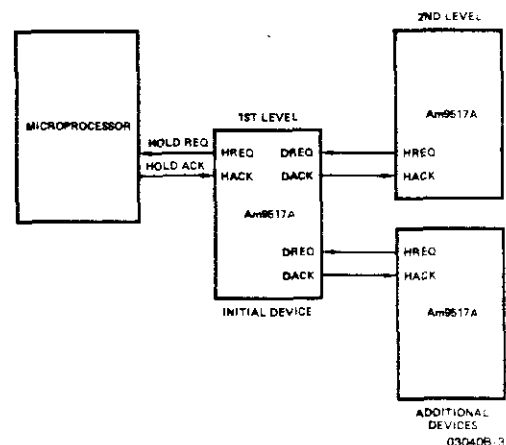 2ND LEVEL
MICROPROCESSOR
1ST LEVEL
Am9517A
HOLD REQ
HREQ DREQ
HREQ
HOLD ACK
HACK DACK
HACK
Am9517A
DREQ
HREQ
DACK
HACK
INITIAL DEVICE
Am9517A
ADDITIONAL
DEVICES
03040B-3